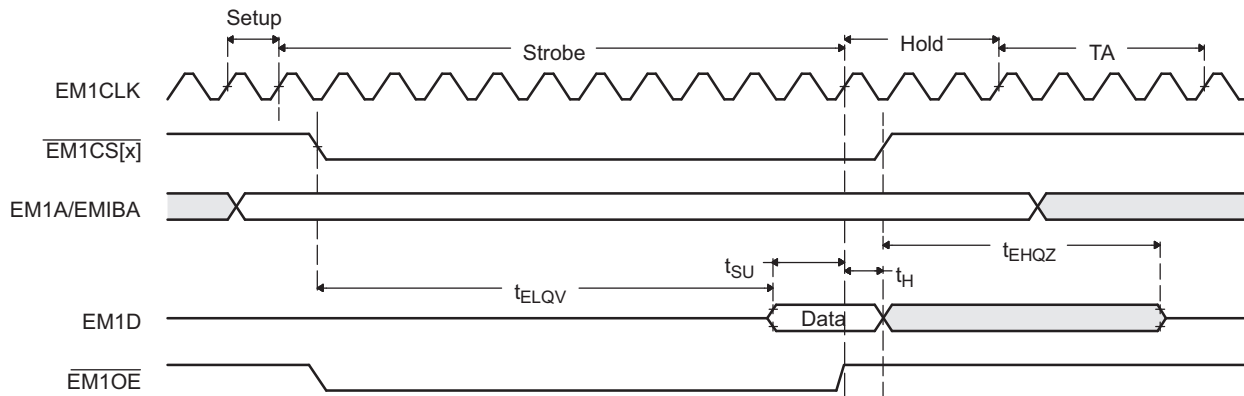 Setup
Strobe
Hold
TA
EM1CLK
EM1CS[x]
EM1A/EMIBA
tEHQZ
tSU
tH
tELQV
EM1D
Data
EM1OE